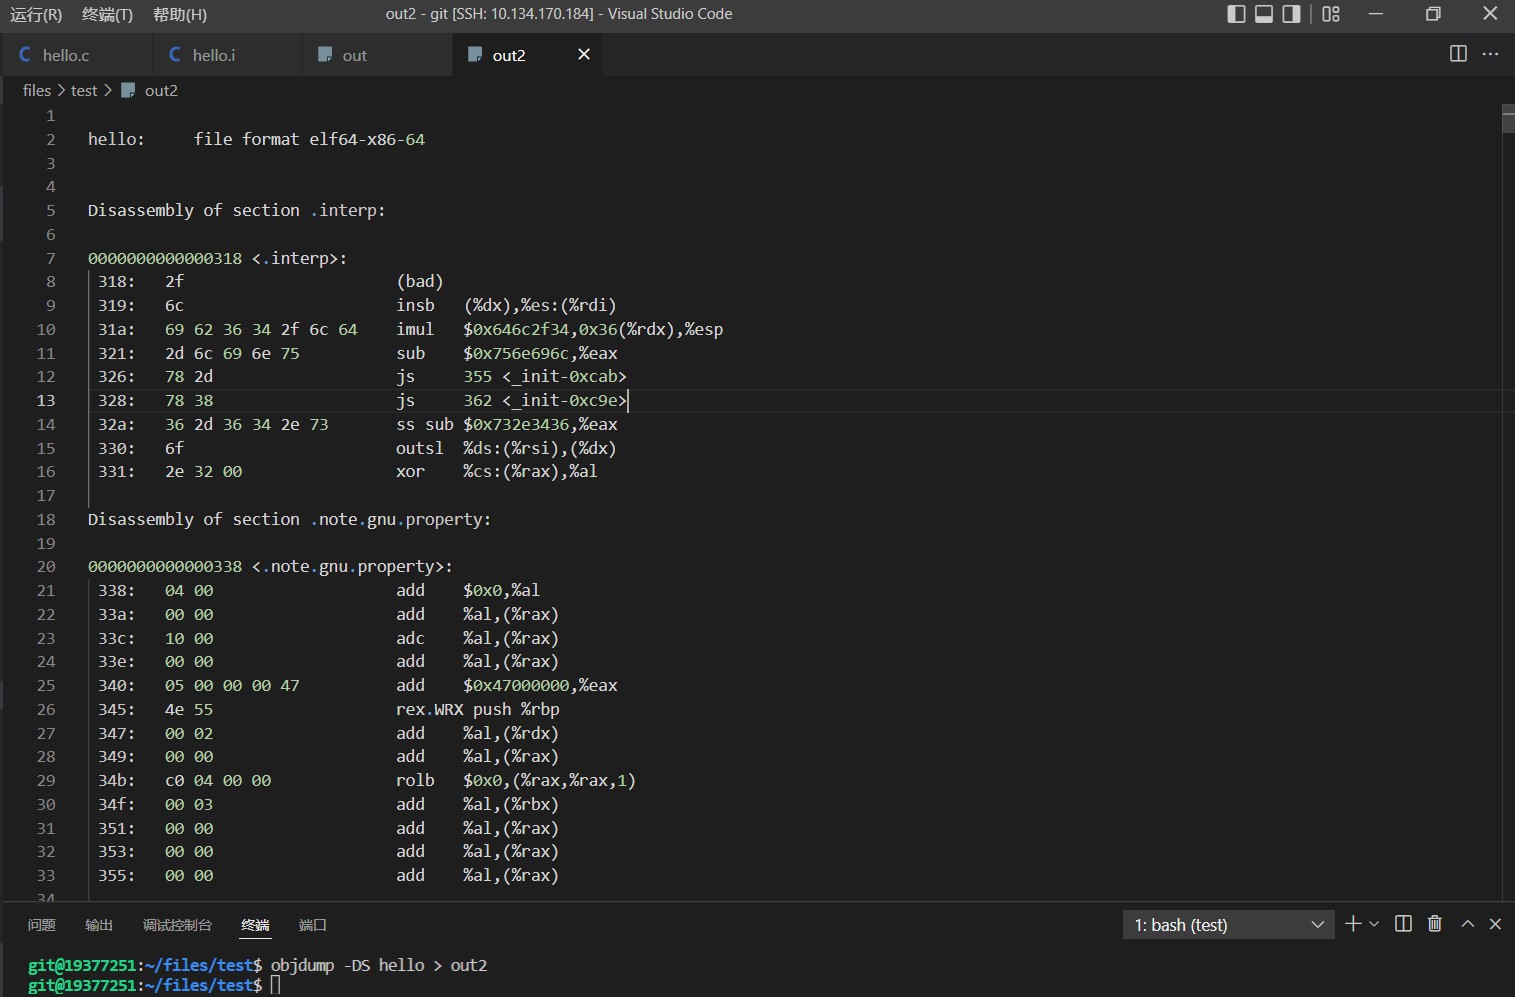 运行(R) 终端(T) 帮助(H) out2 - git [SSH: 10.134.170.184] - Visual Studio Code
hello.c hello.i out out2
files > test > out2
1
2 hello:     file format elf64-x86-64
3
4
5 Disassembly of section .interp:
6
7 0000000000000318 <.interp>:
8 318: 2f (bad)
9 319: 6c insb (%dx),%es:(%rdi)
10 31a: 69 62 36 34 2f 6c 64 imul $0x646c2f34,0x36(%rdx),%esp
11 321: 2d 6c 69 6e 75 sub $0x756e696c,%eax
12 326: 78 2d js 355 <_init-0xcab>
13 328: 78 38 js 362 <_init-0xc9e>
14 32a: 36 2d 36 34 2e 73 ss sub $0x732e3436,%eax
15 330: 6f outsl %ds:(%rsi),(%dx)
16 331: 2e 32 00 xor %cs:(%rax),%al
17
18 Disassembly of section .note.gnu.property:
19
20 0000000000000338 <.note.gnu.property>:
21 338: 04 00 add $0x0,%al
22 33a: 00 00 add %al,(%rax)
23 33c: 10 00 adc %al,(%rax)
24 33e: 00 00 add %al,(%rax)
25 340: 05 00 00 00 47 add $0x47000000,%eax
26 345: 4e 55 rex.WRX push %rbp
27 347: 00 02 add %al,(%rdx)
28 349: 00 00 add %al,(%rax)
29 34b: c0 04 00 00 rolb $0x0,(%rax,%rax,1)
30 34f: 00 03 add %al,(%rbx)
31 351: 00 00 add %al,(%rax)
32 353: 00 00 add %al,(%rax)
33 355: 00 00 add %al,(%rax)
34
问题 输出 调试控制台 终端 端口 1: bash (test)
git@19377251:~/files/test$ objdump -DS hello > out2
git@19377251:~/files/test$